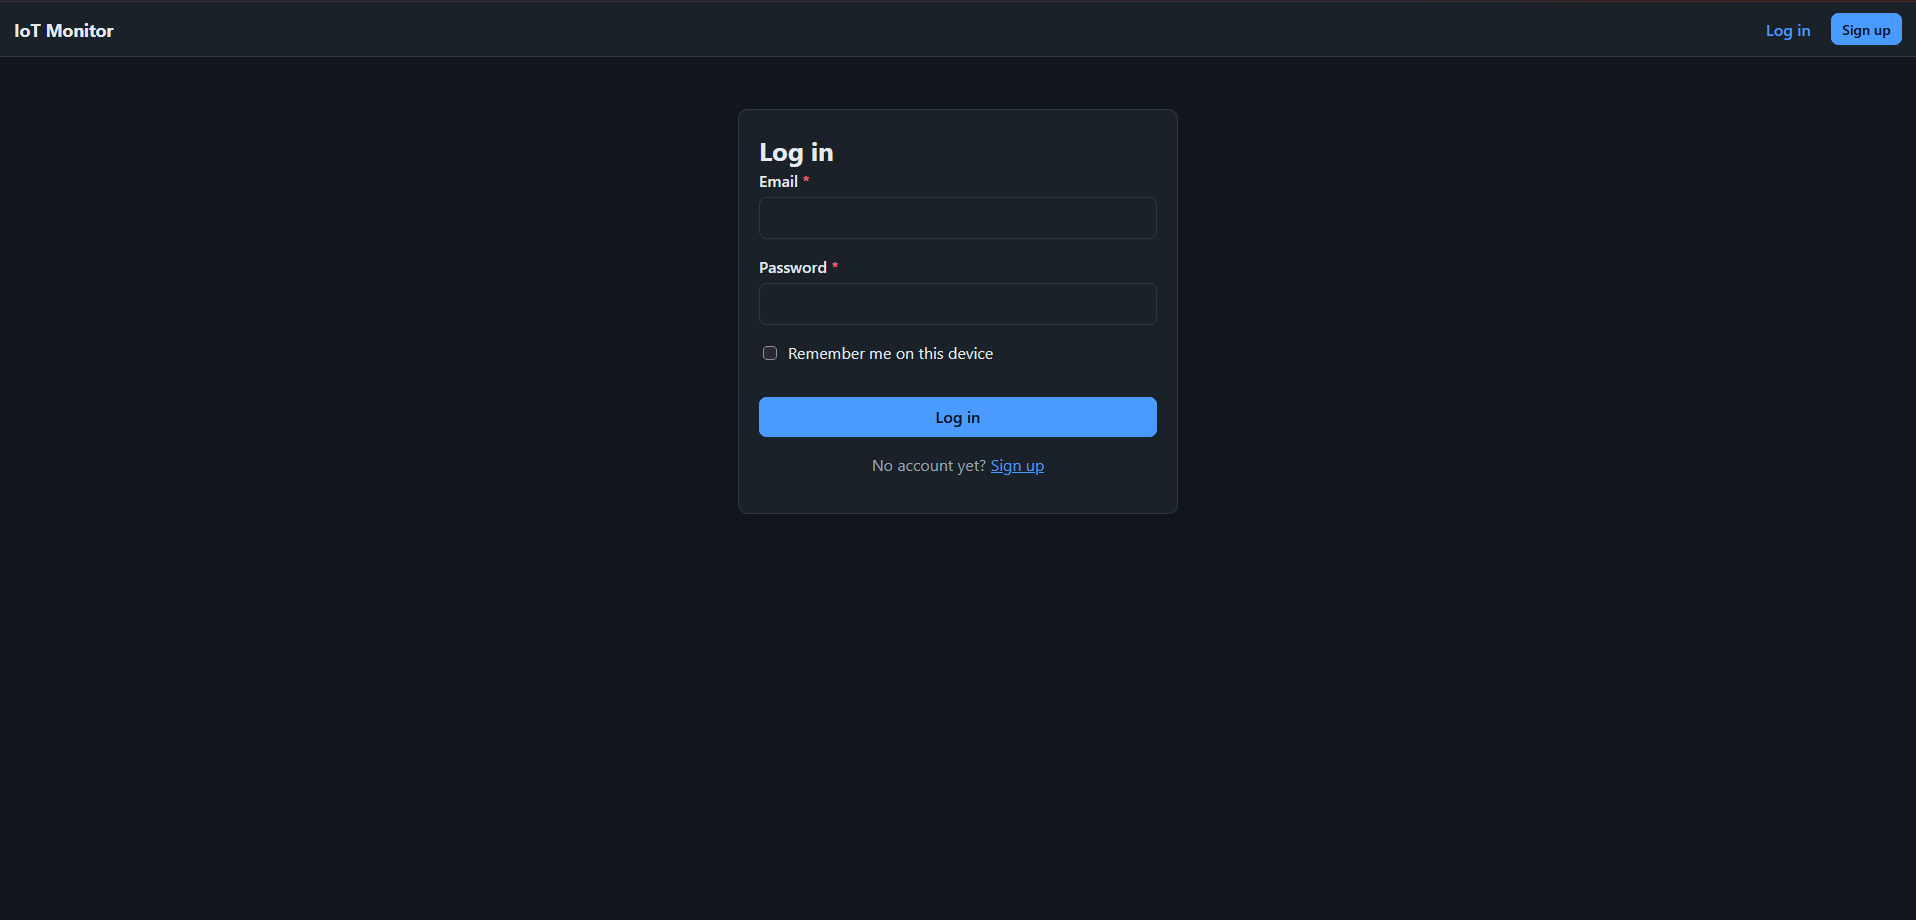 IoT Monitor Log in Sign up
Log in
Email *
Password *
Remember me on this device
Log in
No account yet? Sign up